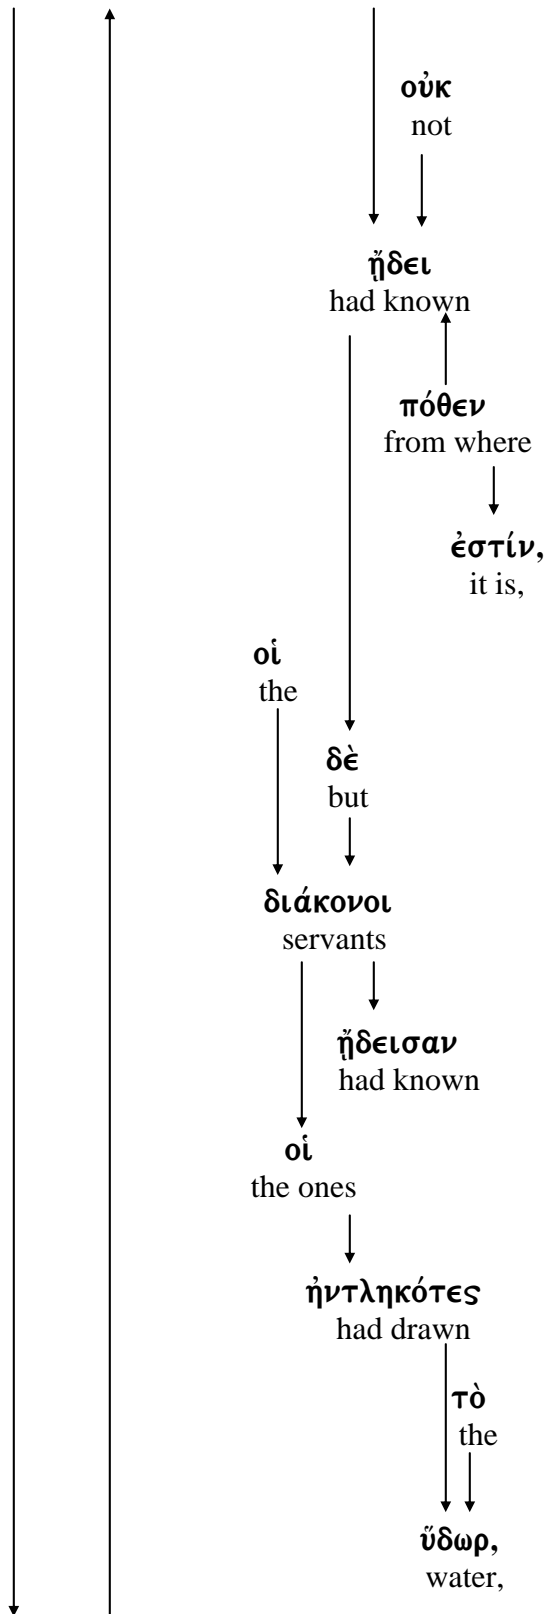 οὐκ
not
ᾔδει
had known
πόθεν
from where
ἐστίν,
it is,
οἱ
the
δὲ
but
διάκονοι
servants
ᾔδεισαν
had known
οἱ
the ones
ἠντληκότες
had drawn
τὸ
the
ὕδωρ,
water,